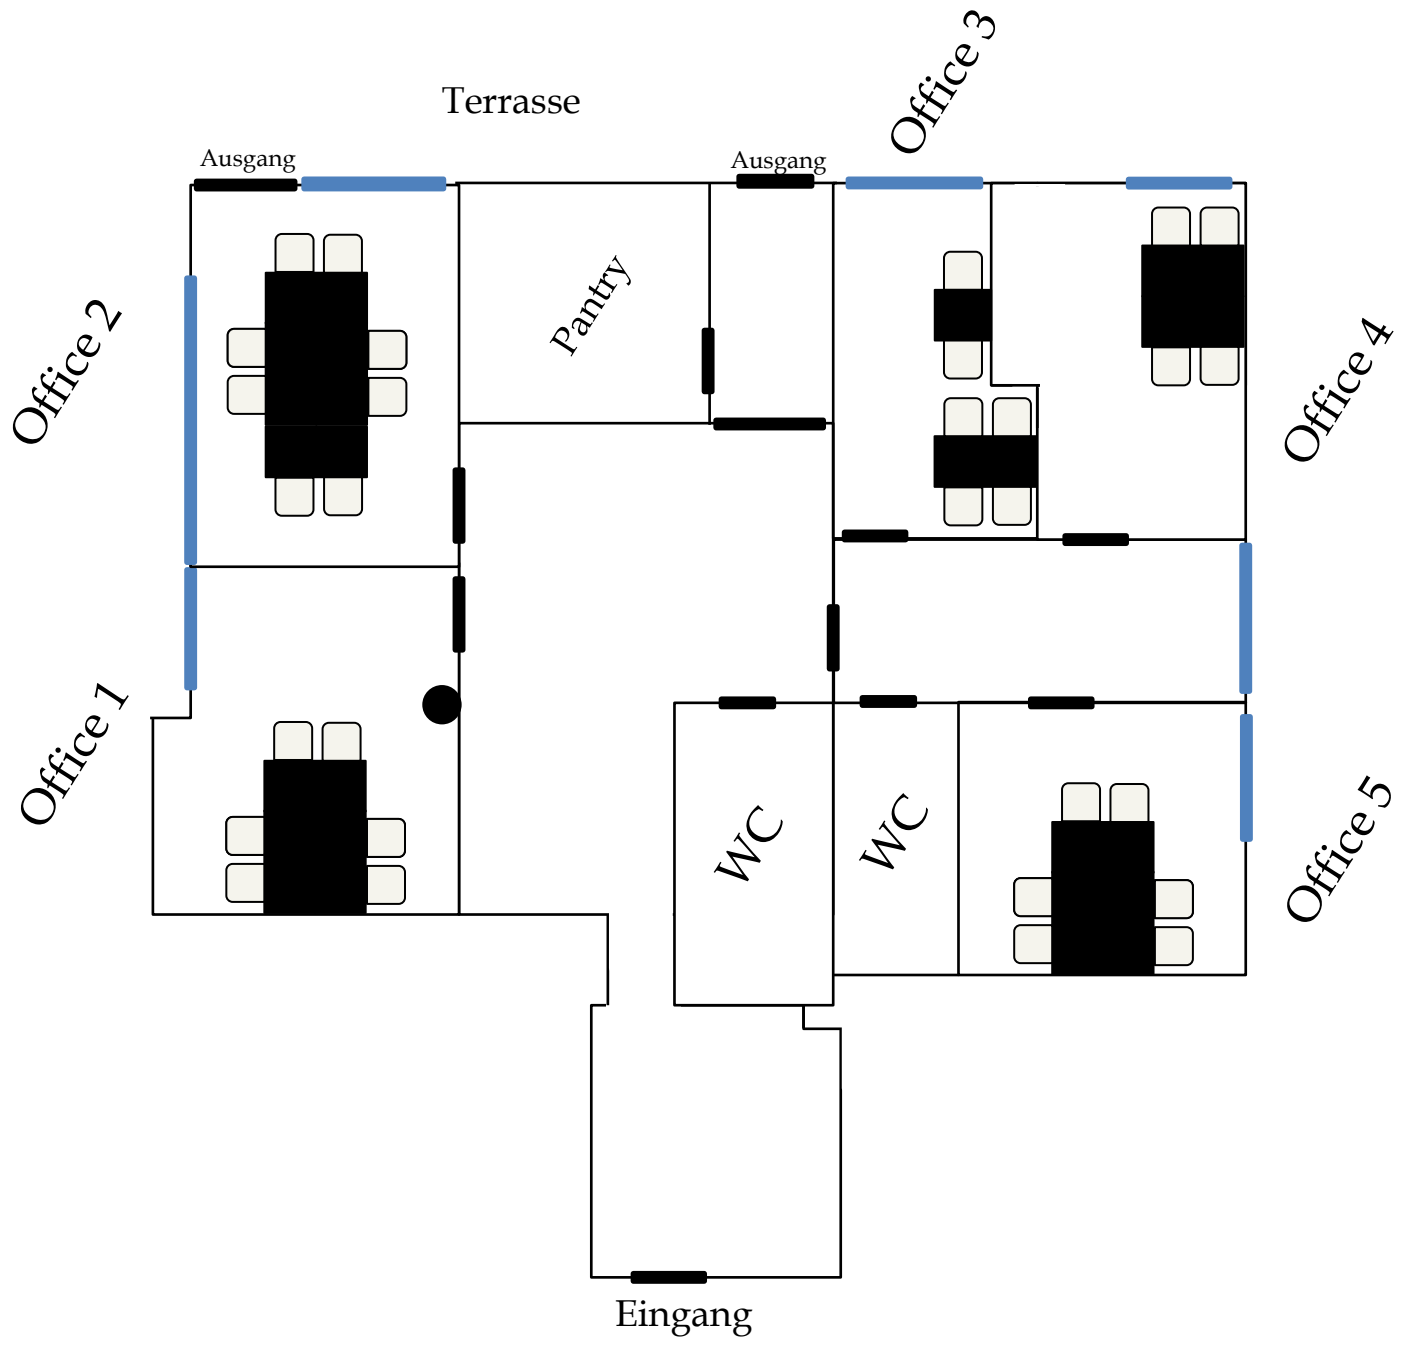 Office 3
Terrasse
Ausgang
Ausgang
Pantry
Office 2
Office 4
Office 1
WC
WC
Office 5
Eingang